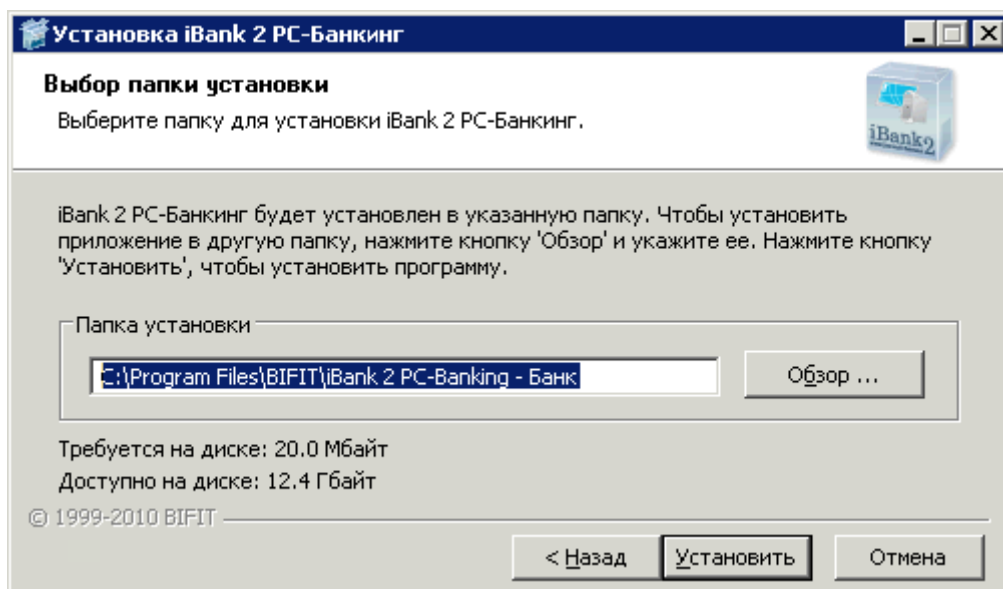 Установка iBank 2 PC-Банкинг
Выбор папки установки
Выберите папку для установки iBank 2 PC-Банкинг.
iBank2
iBank 2 PC-Банкинг будет установлен в указанную папку. Чтобы установить
приложение в другую папку, нажмите кнопку 'Обзор' и укажите ее. Нажмите кнопку
'Установить', чтобы установить программу.
Папка установки
C:\Program Files\BIFIT\iBank 2 PC-Banking - Банк
Обзор ...
Требуется на диске: 20.0 Мбайт
Доступно на диске: 12.4 Гбайт
© 1999-2010 BIFIT
< Назад
Установить
Отмена